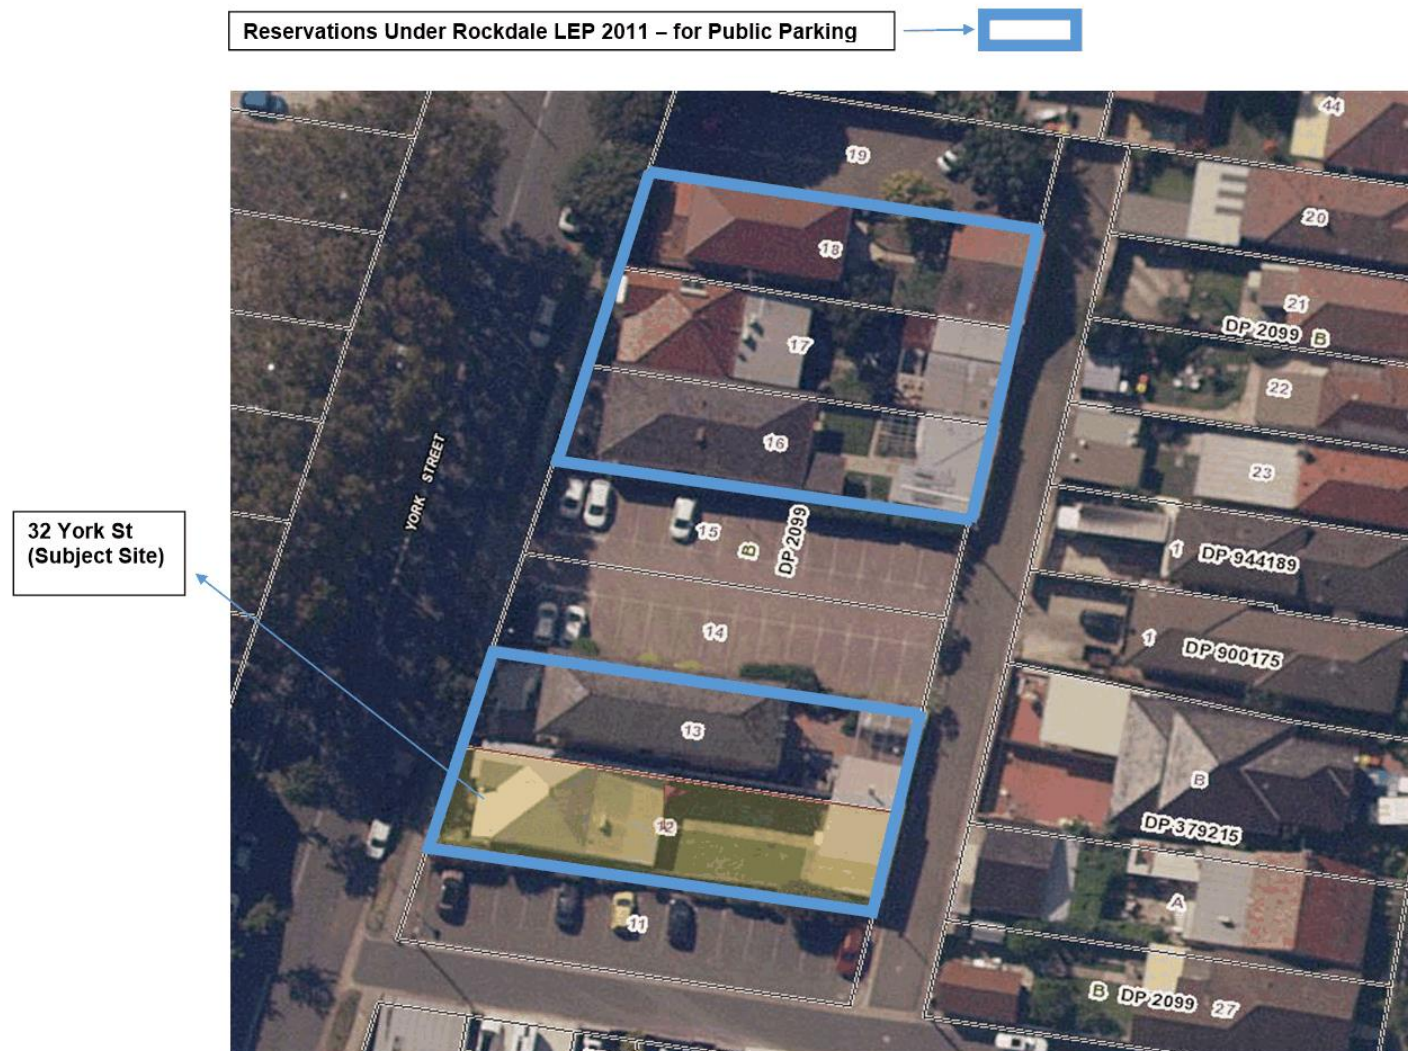 Reservations Under Rockdale LEP 2011 – for Public Parking
44
19
20
18
21
DP 2099 B
17
22
16
23
YORK STREET
32 York St
(Subject Site)
15
B
DP 2099
1 DP 944189
14
1 DP 900175
13
B
DP 379215
12
A
11
B DP 2099 27